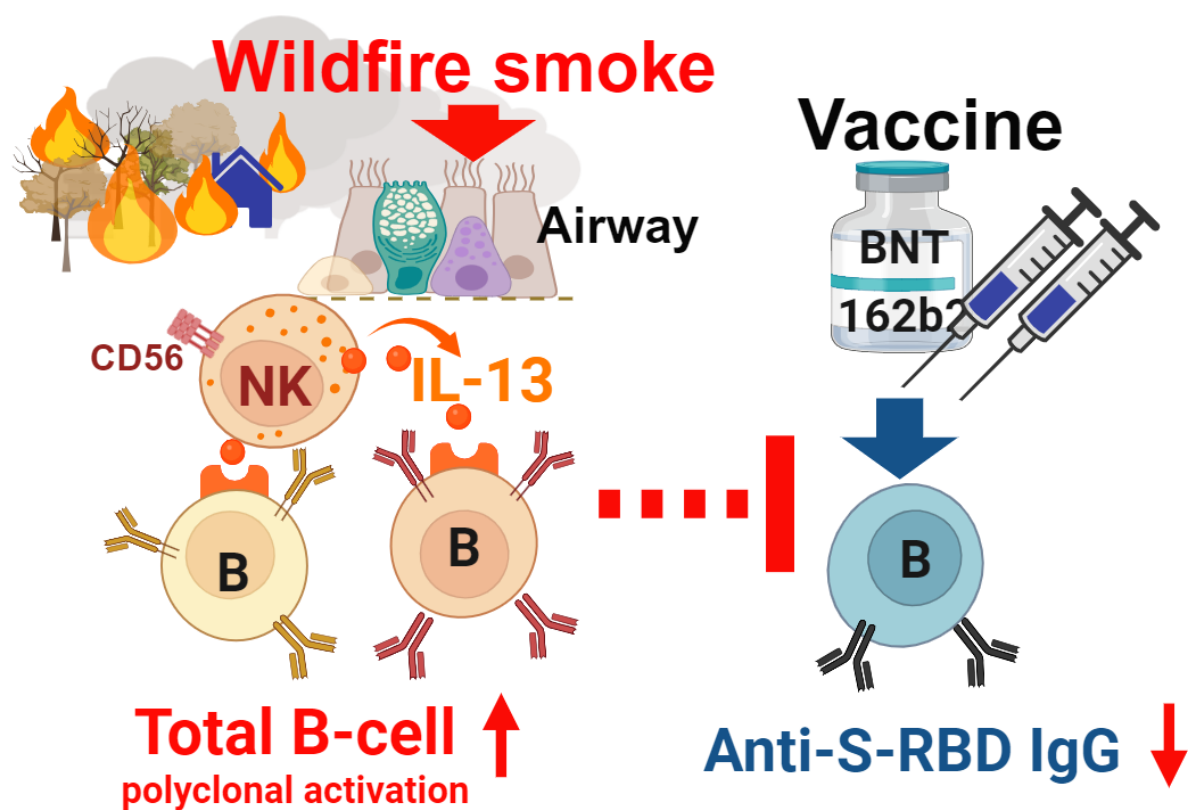 Wildfire smoke
Vaccine
Airway
BNT
162b2
CD56
NK
IL-13
B
B
B
Total B-cell
polyclonal activation
Anti-S-RBD IgG